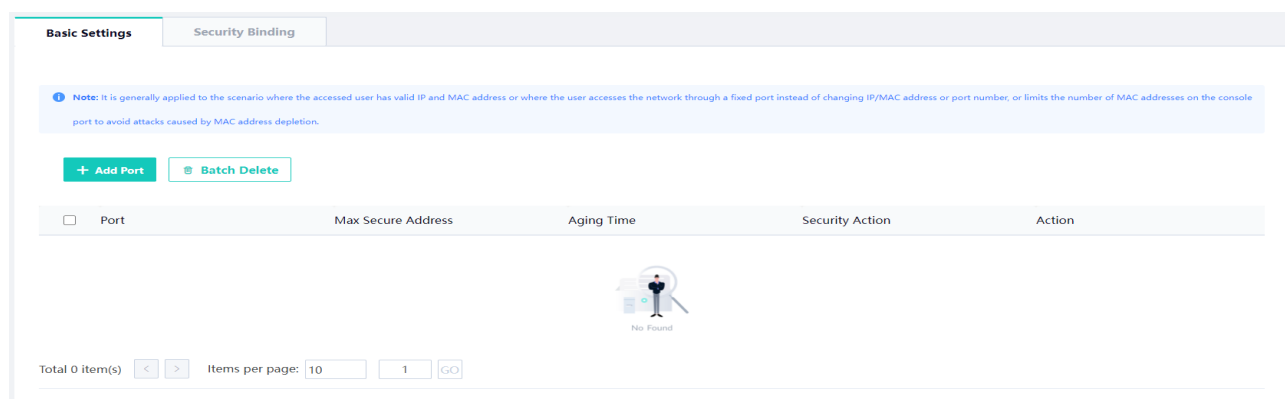 Basic Settings Security Binding
Note: It is generally applied to the scenario where the accessed user has valid IP and MAC address or where the user accesses the network through a fixed port instead of changing IP/MAC address or port number, or limits the number of MAC addresses on the console
port to avoid attacks caused by MAC address depletion.
+ Add Port Batch Delete
Port Max Secure Address Aging Time Security Action Action
No Found
Total 0 item(s) < > Items per page: 10 1 GO